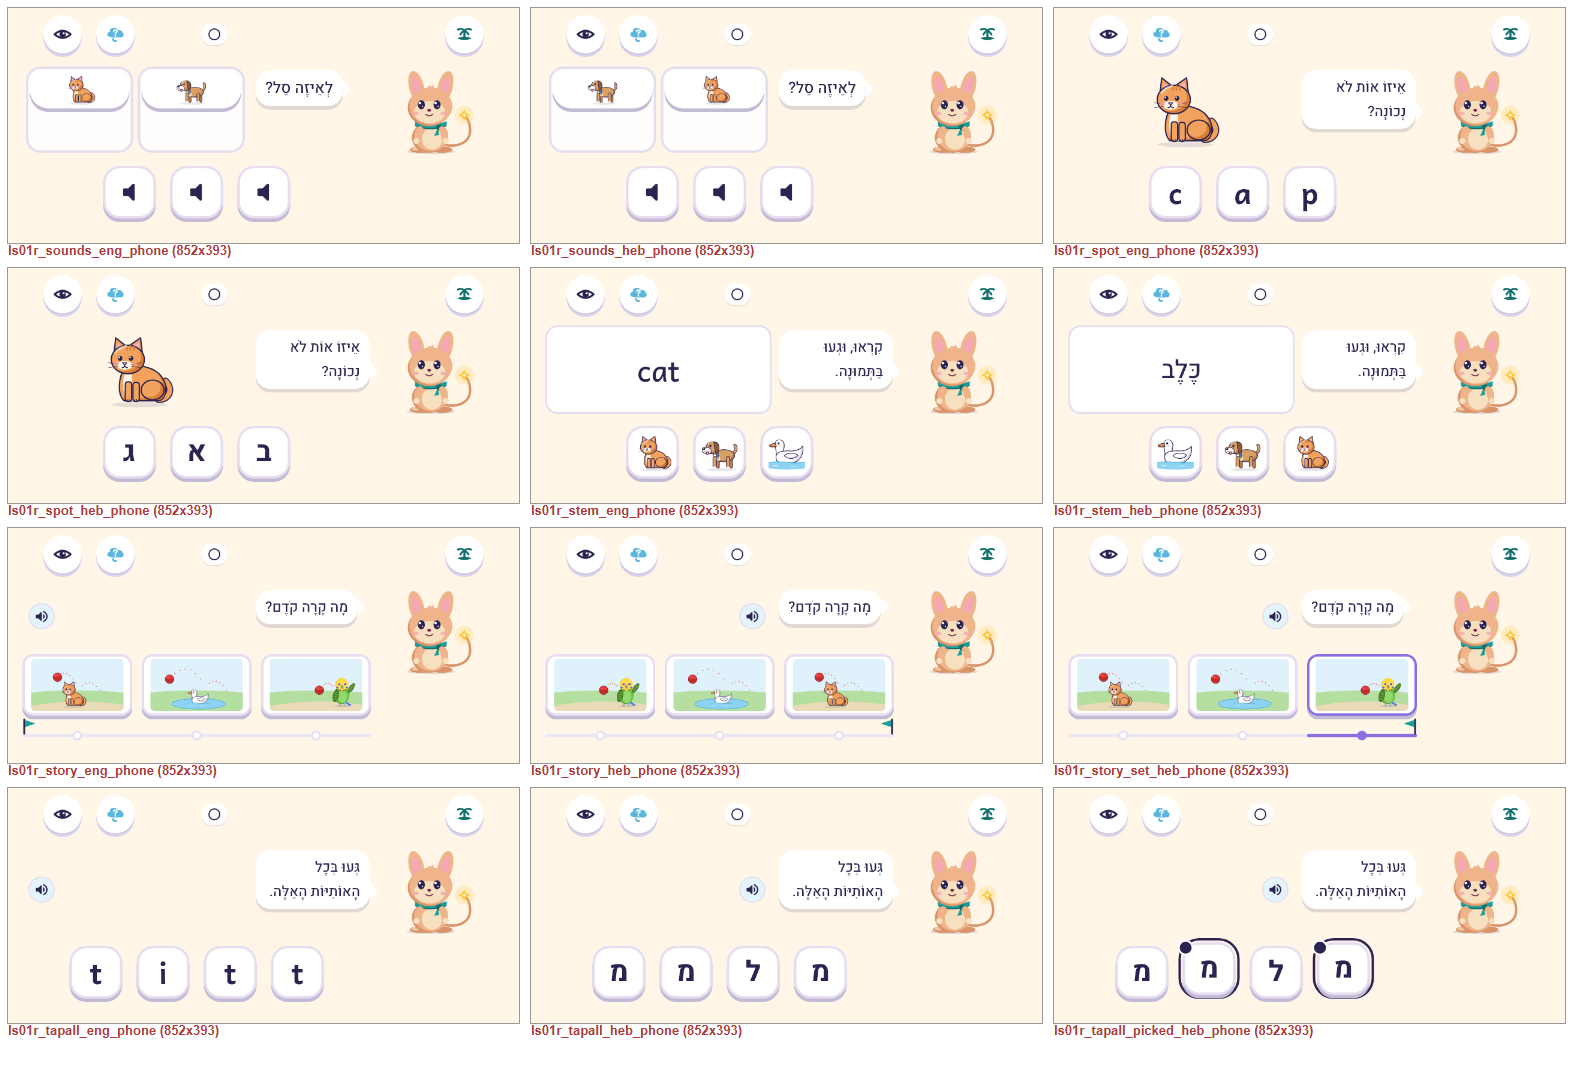 לְאֵיזֶה סַל?
ls01r_sounds_eng_phone (852x393)
לְאֵיזֶה סַל?
ls01r_sounds_heb_phone (852x393)
אֵיזוֹ אוֹת לֹא
נְכוֹנָה?
c a p
ls01r_spot_eng_phone (852x393)
אֵיזוֹ אוֹת לֹא
נְכוֹנָה?
ב א ג
ls01r_spot_heb_phone (852x393)
cat
קִרְאוּ, וּגְעוּ
בַּתְּמוּנָה.
ls01r_stem_eng_phone (852x393)
כֶּלֶב
קִרְאוּ, וּגְעוּ
בַּתְּמוּנָה.
ls01r_stem_heb_phone (852x393)
מָה קָרָה קֹדֶם?
ls01r_story_eng_phone (852x393)
מָה קָרָה קֹדֶם?
ls01r_story_heb_phone (852x393)
מָה קָרָה קֹדֶם?
ls01r_story_set_heb_phone (852x393)
גְּעוּ בְּכָל
הָאוֹתִיּוֹת הָאֵלֶּה.
t i t t
ls01r_tapall_eng_phone (852x393)
גְּעוּ בְּכָל
הָאוֹתִיּוֹת הָאֵלֶּה.
מ ל מ מ
ls01r_tapall_heb_phone (852x393)
גְּעוּ בְּכָל
הָאוֹתִיּוֹת הָאֵלֶּה.
מ ל מ מ
ls01r_tapall_picked_heb_phone (852x393)